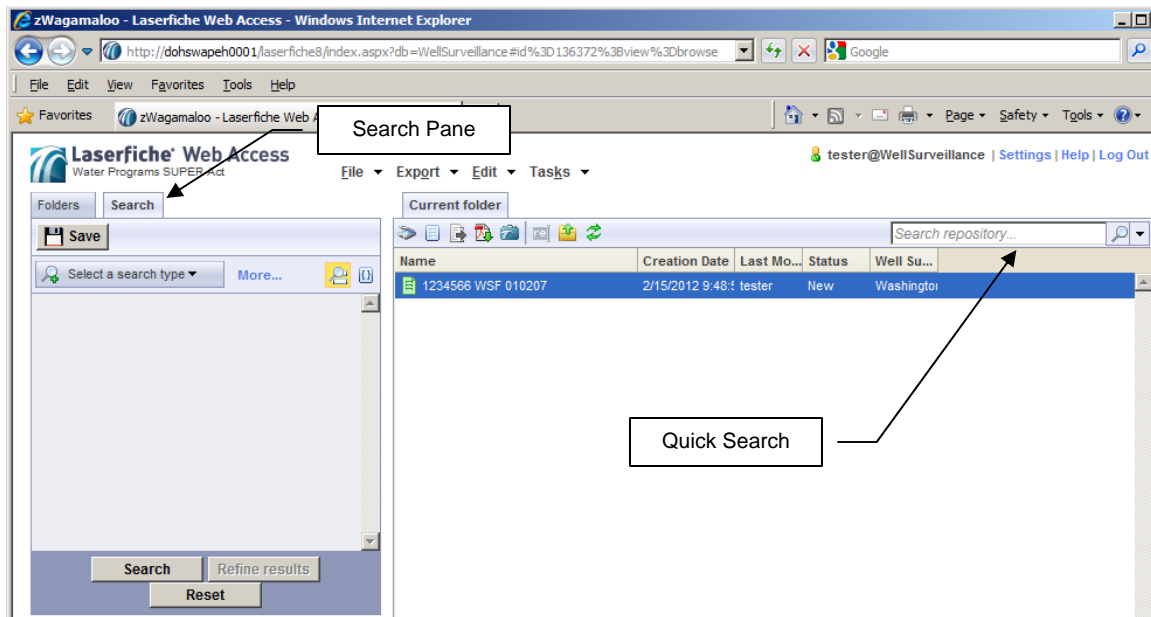 zWagamaloo - Laserfiche Web Access - Windows Internet Explorer
http://dohswapeh0001/laserfiche8/index.aspx?db=WellSurveillance#id%3D136372%3Bview%3Dbrowse
Google
File Edit View Favorites Tools Help
Favorites zWagamaloo - Laserfiche Web A
Page Safety Tools
Search Pane
Laserfiche Web Access
Water Programs SUPER Act
File Export Edit Tasks
tester@WellSurveillance | Settings | Help | Log Out
Folders Search
Current folder
Save
Search repository...
Select a search type More...
Name Creation Date Last Mo... Status Well Su...
1234566 WSF 010207 2/15/2012 9:48: tester New Washington
Quick Search
Search Refine results
Reset